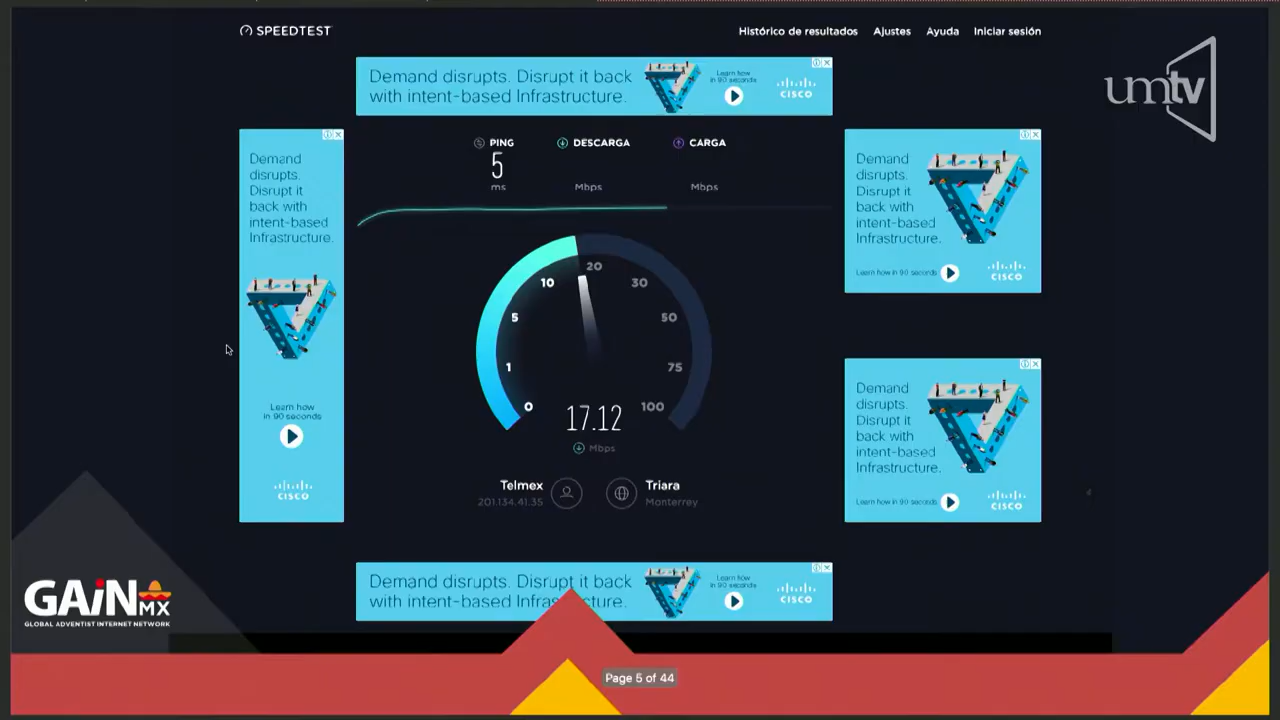 SPEEDTEST
Histórico de resultados
Ajustes
Ayuda
Iniciar sesión
Demand disrupts. Disrupt it back
with intent-based Infrastructure.
Learn how
in 90 seconds
CISCO
umtv
Demand
disrupts.
Disrupt it
back with
intent-based
Infrastructure.
Learn how
in 90 seconds
CISCO
PING
5
ms
DESCARGA
Mbps
CARGA
Mbps
0
1
5
10
20
30
50
75
100
17.12
Mbps
Telmex
201.134.41.35
Triara
Monterrey
Demand
disrupts.
Disrupt it
back with
intent-based
Infrastructure.
Learn how in 90 seconds
CISCO
Demand
disrupts.
Disrupt it
back with
intent-based
Infrastructure.
Learn how in 90 seconds
CISCO
Demand disrupts. Disrupt it back
with intent-based Infrastructure.
Learn how
in 90 seconds
CISCO
GAiN MX
GLOBAL ADVENTIST INTERNET NETWORK
Page 5 of 44